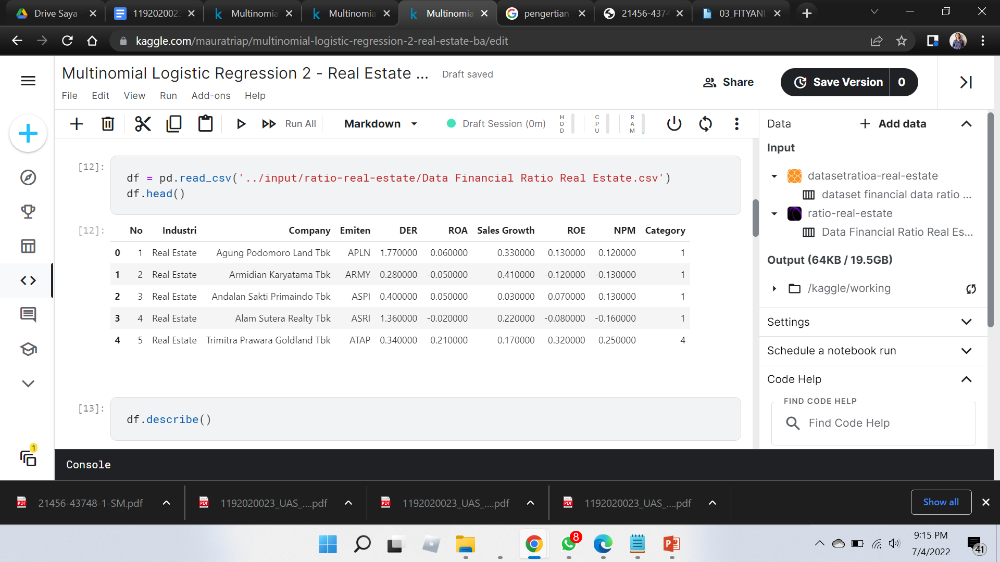 Drive Saya
119202002
Multinomia
Multinomia
Multinomia
pengertian
21456-4374
03_FITYANI
kaggle.com/mauratriap/multinomial-logistic-regression-2-real-estate-ba/edit
Multinomial Logistic Regression 2 - Real Estate ...
Draft saved
Share
Save Version
0
File Edit View Run Add-ons Help
Run All
Markdown
Draft Session (0m)
HDD
CPU
RAM
[12]:
df = pd.read_csv('../input/ratio-real-estate/Data Financial Ratio Real Estate.csv')
df.head()
[12]:
No Industri Company Emiten DER ROA Sales Growth ROE NPM Category
0 1 Real Estate Agung Podomoro Land Tbk APLN 1.770000 0.060000 0.330000 0.130000 0.120000 1
1 2 Real Estate Armidian Karyatama Tbk ARMY 0.280000 -0.050000 0.410000 -0.120000 -0.130000 1
2 3 Real Estate Andalan Sakti Primaindo Tbk ASPI 0.400000 0.050000 0.030000 0.070000 0.130000 1
3 4 Real Estate Alam Sutera Realty Tbk ASRI 1.360000 -0.020000 0.220000 -0.080000 -0.160000 1
4 5 Real Estate Trimitra Prawara Goldland Tbk ATAP 0.340000 0.210000 0.170000 0.320000 0.250000 4
[13]:
df.describe()
Data
Add data
Input
datasetratioa-real-estate
dataset financial data ratio ...
ratio-real-estate
Data Financial Ratio Real Es...
Output (64KB / 19.5GB)
/kaggle/working
Settings
Schedule a notebook run
Code Help
FIND CODE HELP
Find Code Help
1
Console
PDF 21456-43748-1-SM.pdf
PDF 1192020023_UAS_....pdf
PDF 1192020023_UAS_....pdf
PDF 1192020023_UAS_....pdf
Show all
8
9:15 PM
7/4/2022
41